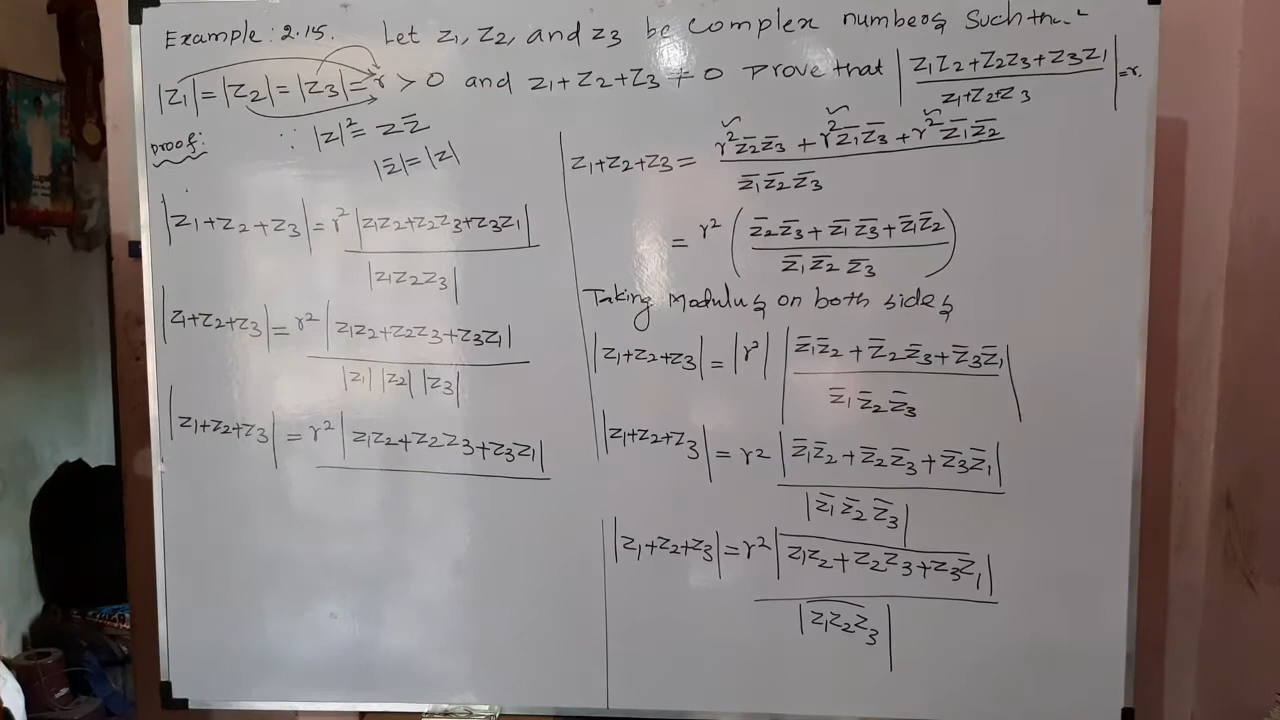 Example: 2.15. Let z₁, z₂, and z₃ be complex numbers such that
|z₁| = |z₂| = |z₃| = r > 0 and z₁+z₂+z₃ ≠ 0 prove that |(z₁z₂+z₂z₃+z₃z₁)/(z₁+z₂+z₃)| = r.
proof:
∵ |z|² = z z̄
|z̄| = |z|
|z₁+z₂+z₃| = r² |z₁z₂+z₂z₃+z₃z₁| / |z₁z₂z₃|
|z₁+z₂+z₃| = r² |z₁z₂+z₂z₃+z₃z₁| / |z₁| |z₂| |z₃|
|z₁+z₂+z₃| = r² |z₁z₂+z₂z₃+z₃z₁|
z₁+z₂+z₃ = (r² z̄₂z̄₃ + r² z̄₁z̄₃ + r² z̄₁z̄₂) / z̄₁z̄₂z̄₃
= r² ((z̄₂z̄₃ + z̄₁z̄₃ + z̄₁z̄₂) / z̄₁z̄₂z̄₃)
Taking Modulus on both sides
|z₁+z₂+z₃| = |r²| |(z̄₁z̄₂ + z̄₂z̄₃ + z̄₃z̄₁) / z̄₁z̄₂z̄₃|
|z₁+z₂+z₃| = r² |z̄₁z̄₂ + z̄₂z̄₃ + z̄₃z̄₁| / |z̄₁z̄₂z̄₃|
|z₁+z₂+z₃| = r² |\overline{z₁z₂+z₂z₃+z₃z₁}| / |\overline{z₁z₂z₃}|